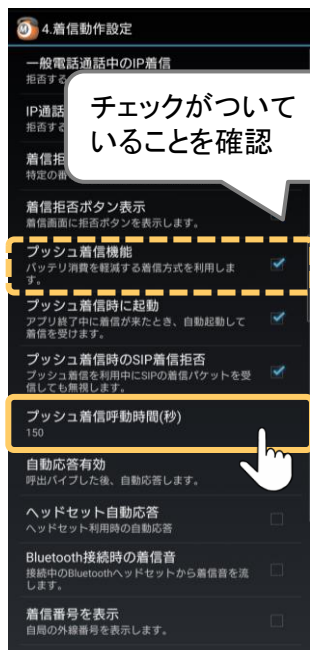 4.着信動作設定
一般電話通話中のIP着信
拒否する
IP通話
拒否する
着信拒
特定の番
チェックがついて
いることを確認
着信拒否ボタン表示
着信画面に拒否ボタンを表示します。
プッシュ着信機能
バッテリ消費を軽減する着信方式を利用しま
す。
プッシュ着信時に起動
アプリ終了中に着信が来たとき、自動起動して
着信を受けます。
プッシュ着信時のSIP着信拒否
プッシュ着信を利用中にSIPの着信パケットを受
信しても無視します。
プッシュ着信呼動時間(秒)
150
自動応答有効
呼出パイプした後、自動応答します。
ヘッドセット自動応答
ヘッドセット利用時の自動応答
Bluetooth接続時の着信音
接続中のBluetoothヘッドセットから着信音を流
します。
着信番号を表示
自局の外線番号を表示します。